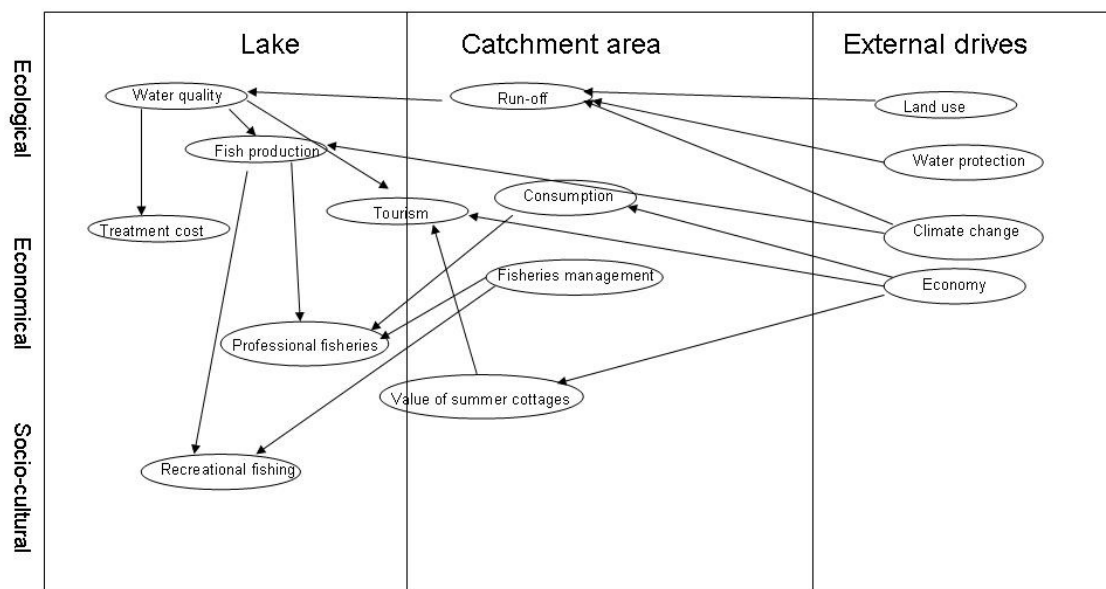 Lake
Catchment area
External drives
Ecological
Economical
Socio-cultural
Water quality
Run-off
Land use
Fish production
Water protection
Consumption
Tourism
Treatment cost
Climate change
Fisheries management
Economy
Professional fisheries
Value of summer cottages
Recreational fishing